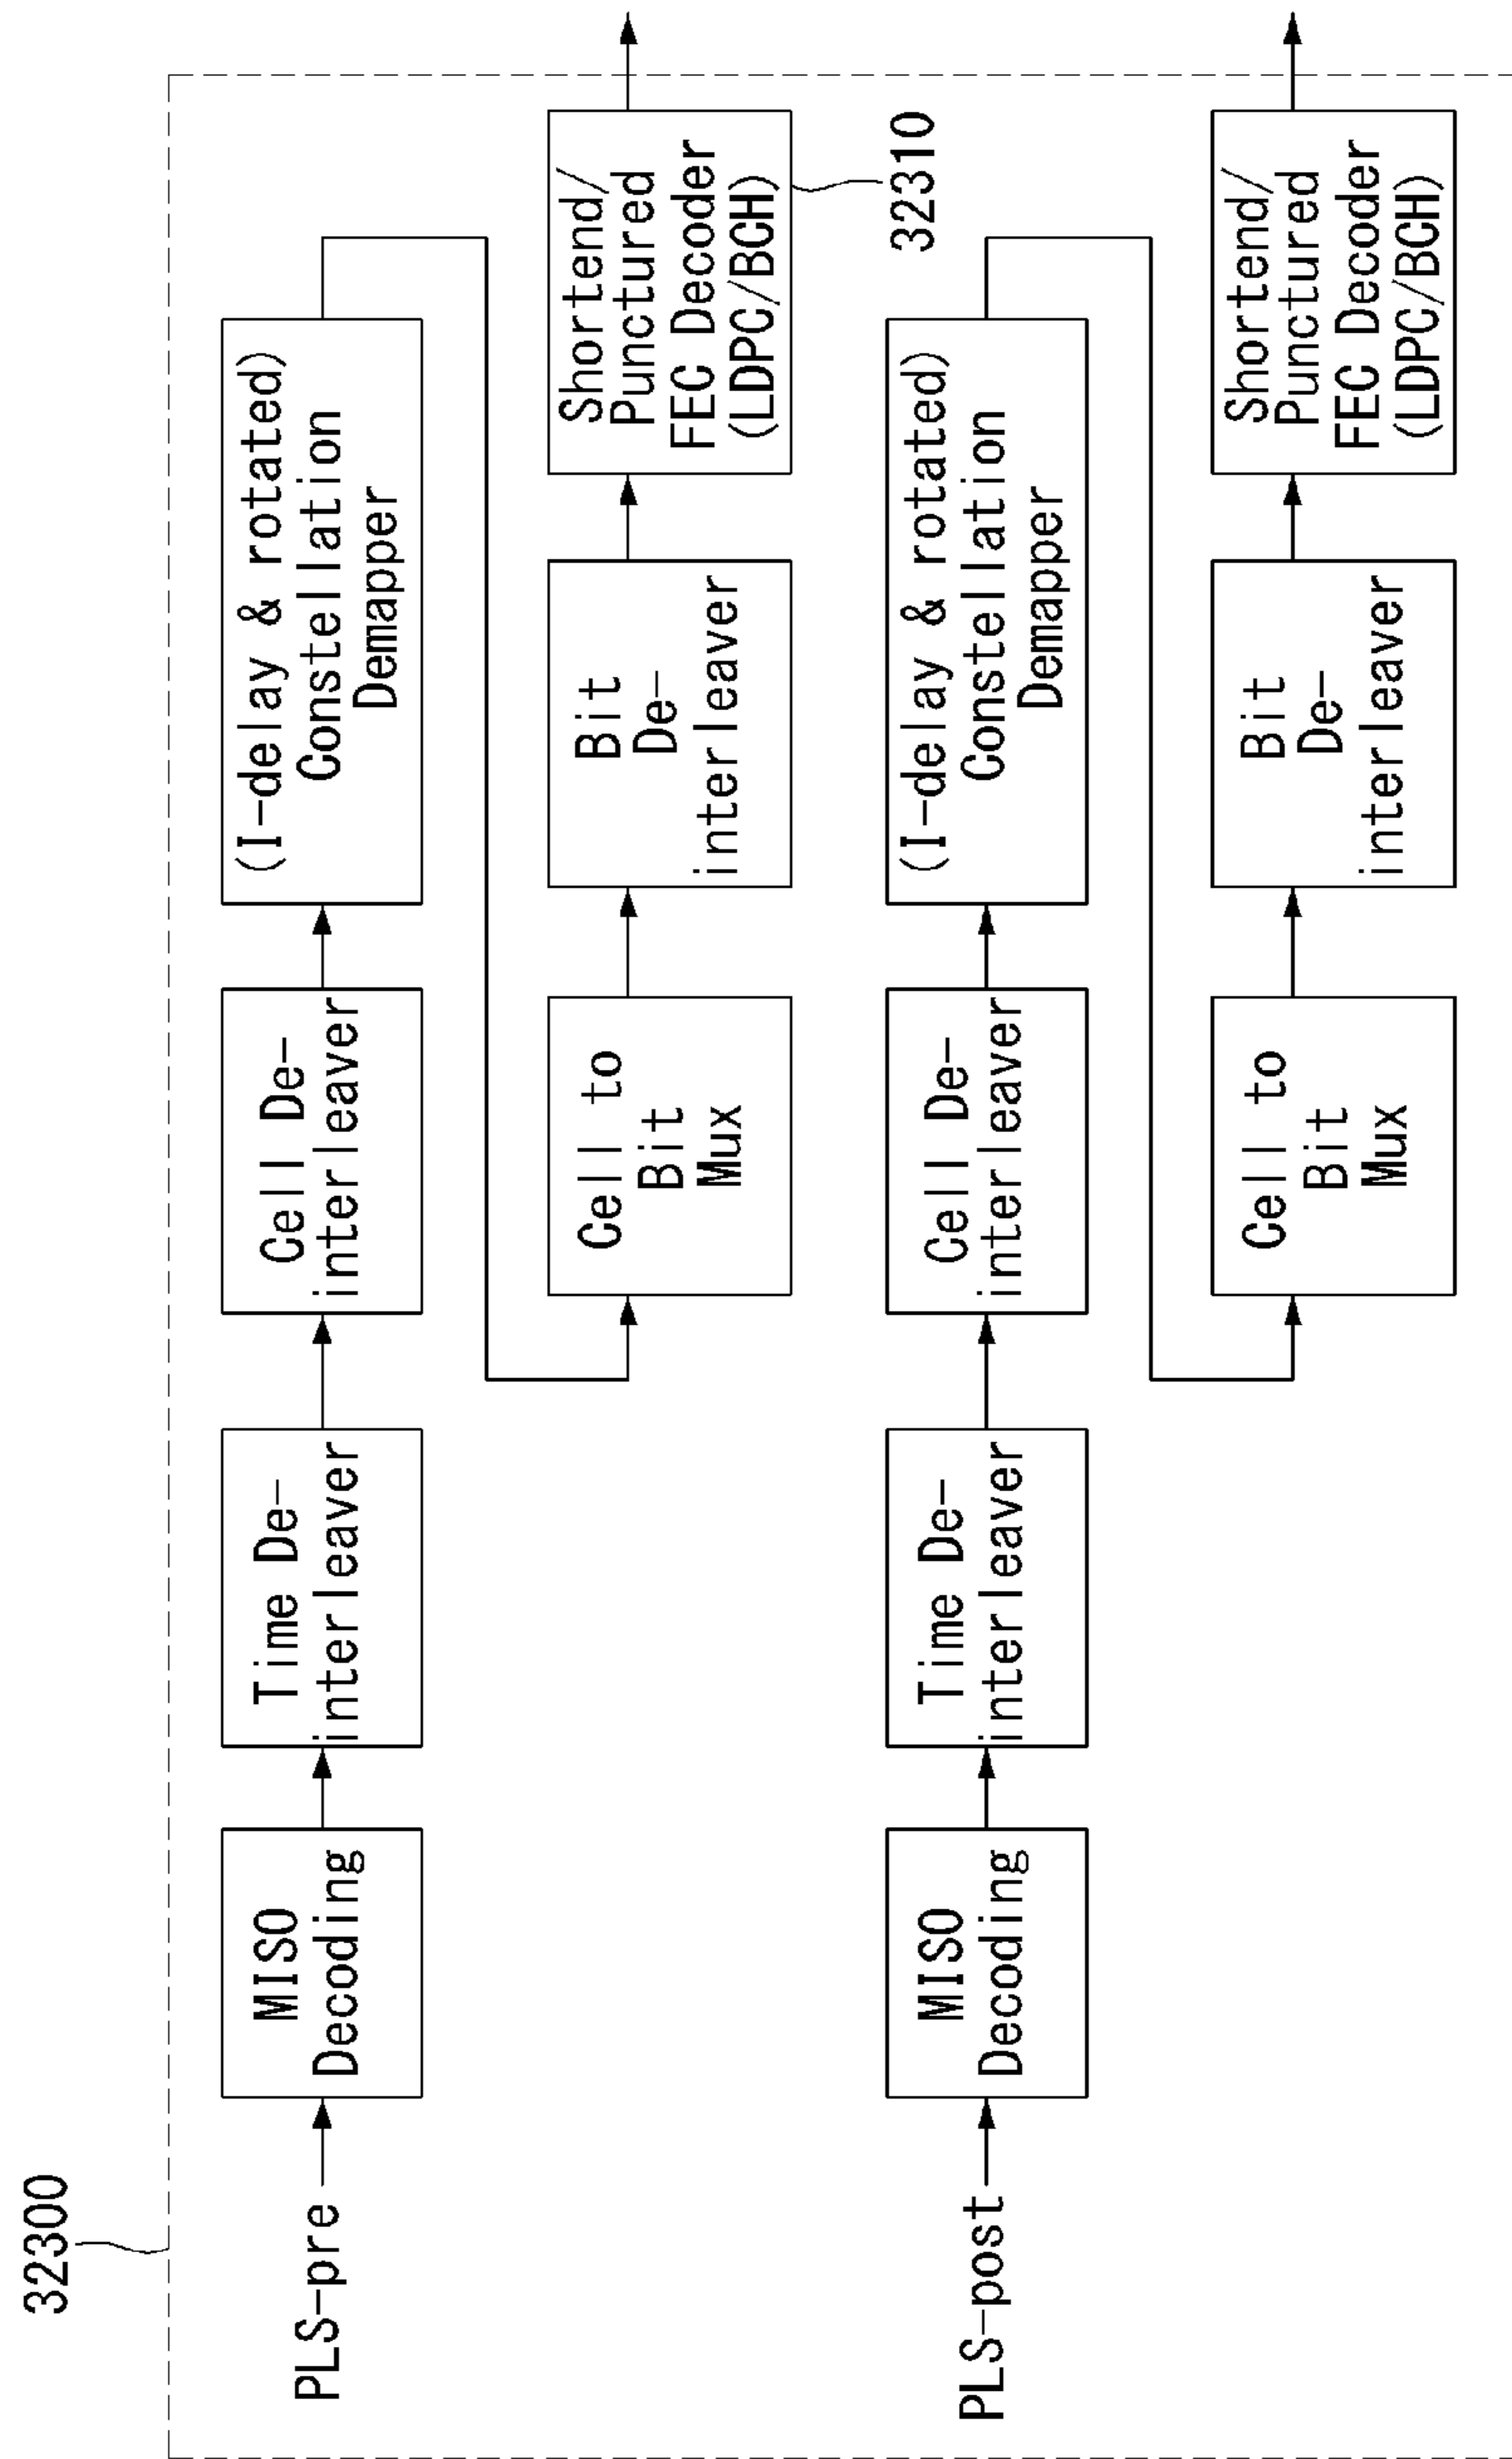 32300
PLS-pre
MISO
Decoding
Time De-
interleaver
Cell De-
interleaver
(I-delay & rotated)
Constellation
Demapper
Cell to
Bit
Mux
Bit
De-
interleaver
Shortend/
Punctured
FEC Decoder
(LDPC/BCH)
32310
PLS-post
MISO
Decoding
Time De-
interleaver
Cell De-
interleaver
(I-delay & rotated)
Constellation
Demapper
Cell to
Bit
Mux
Bit
De-
interleaver
Shortend/
Punctured
FEC Decoder
(LDPC/BCH)